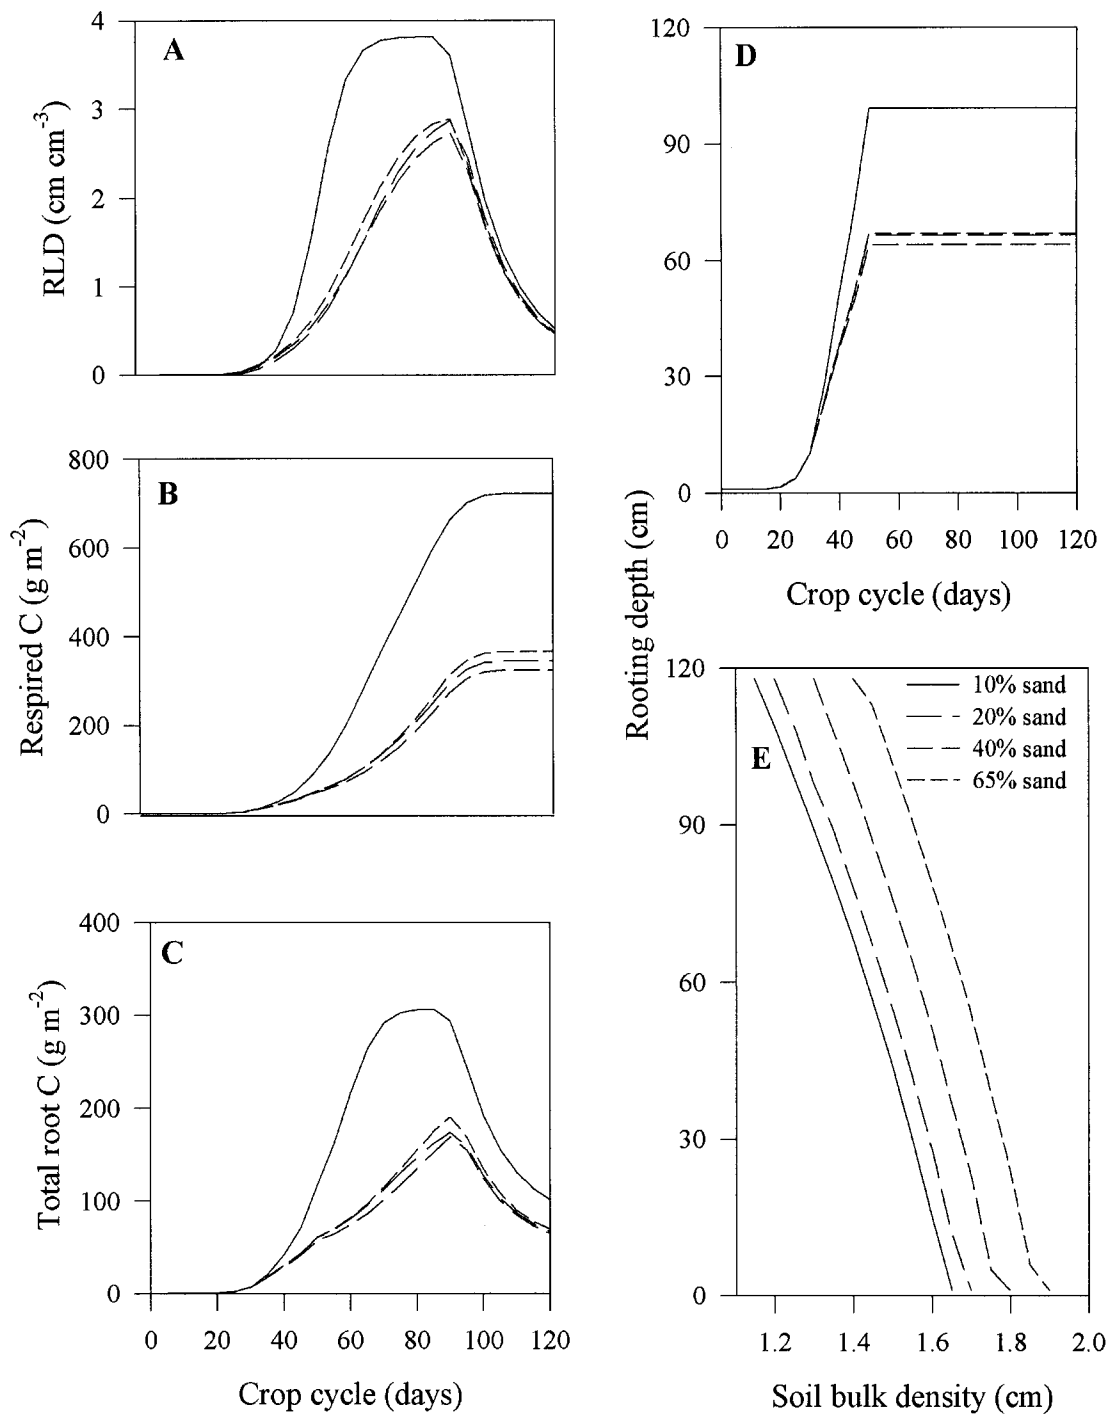 A
RLD (cm cm-3)
4
3
2
1
0
B
Respired C (g m-2)
800
600
400
200
0
C
Total root C (g m-2)
400
300
200
100
0
0 20 40 60 80 100 120
Crop cycle (days)
D
Rooting depth (cm)
120
90
60
30
0
0 20 40 60 80 100 120
Crop cycle (days)
E
10% sand
20% sand
40% sand
65% sand
120
90
60
30
0
1.2 1.4 1.6 1.8 2.0
Soil bulk density (cm)